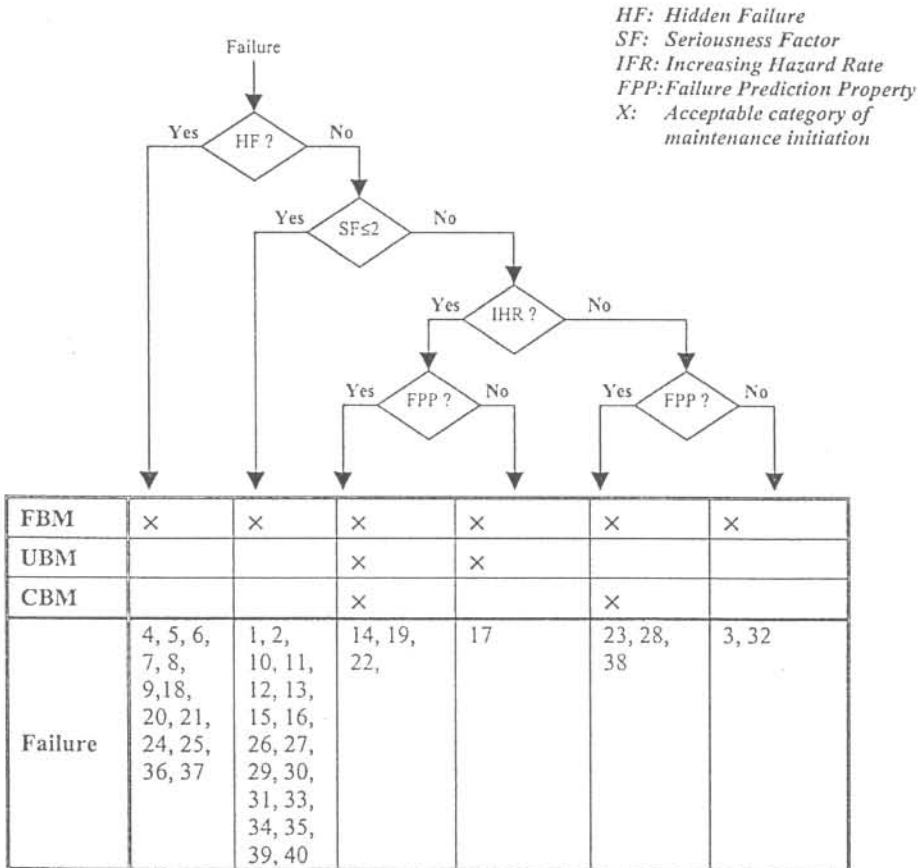 HF: Hidden Failure
SF: Seriousness Factor
IFR: Increasing Hazard Rate
FPP:Failure Prediction Property
X: Acceptable category of
maintenance initiation
Failure
Yes HF ? No
Yes SF≤2 No
Yes IHR ? No
Yes FPP ? No Yes FPP ? No
FBM × × × × × ×
UBM × ×
CBM × ×
Failure
4, 5, 6,
7, 8,
9,18,
20, 21,
24, 25,
36, 37
1, 2,
10, 11,
12, 13,
15, 16,
26, 27,
29, 30,
31, 33,
34, 35,
39, 40
14, 19,
22,
17
23, 28,
38
3, 32